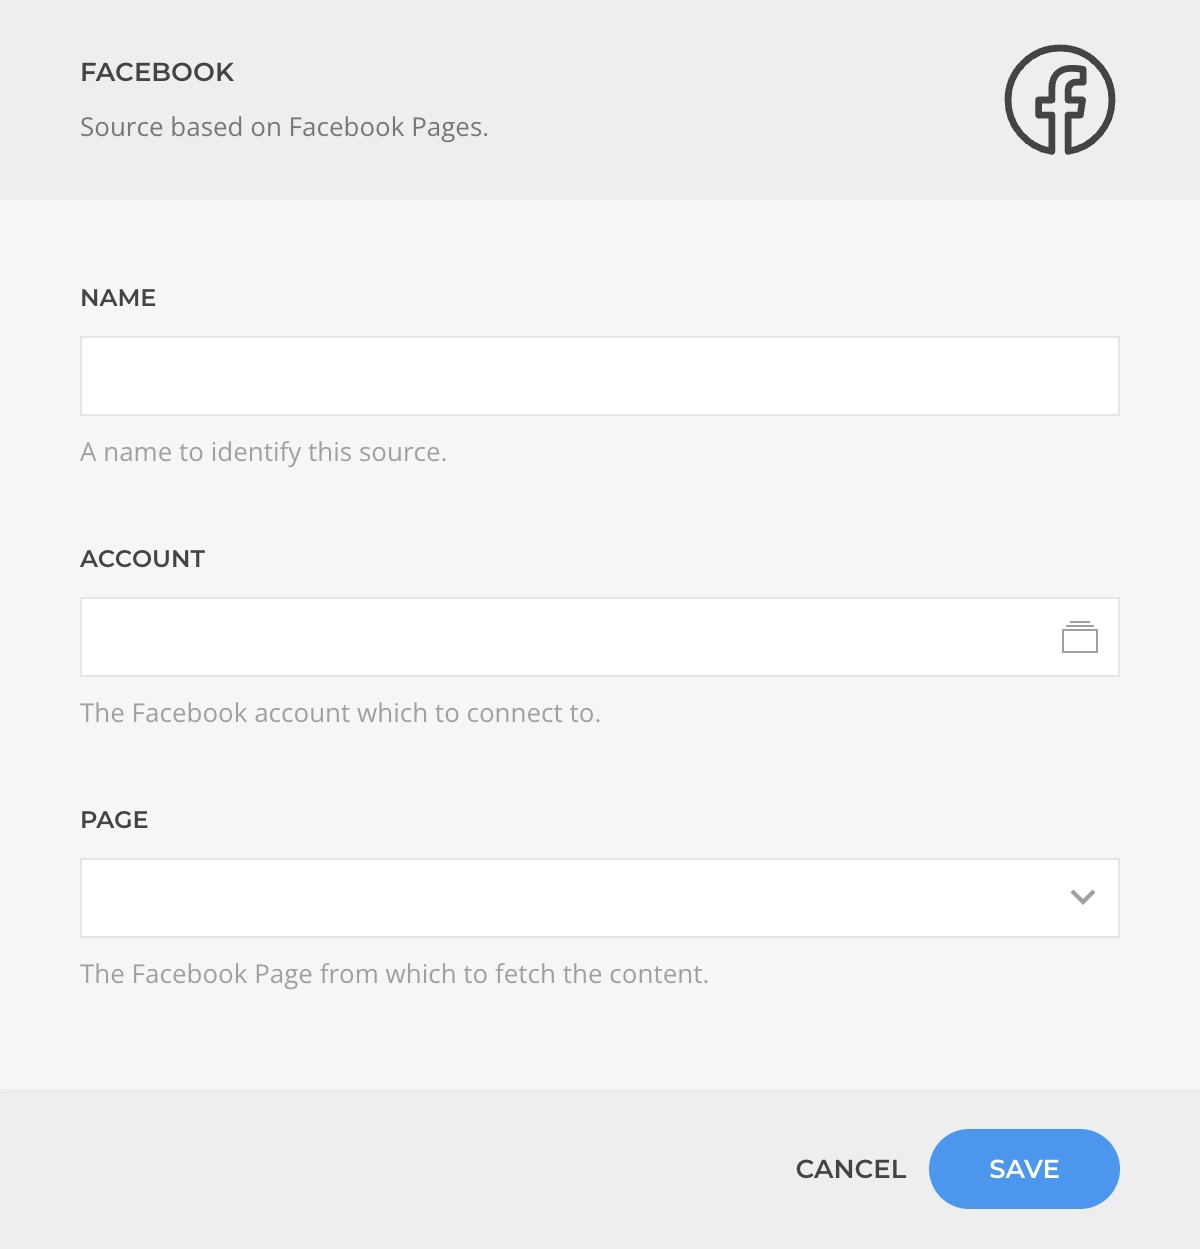 FACEBOOK
Source based on Facebook Pages.
NAME
A name to identify this source.
ACCOUNT
The Facebook account which to connect to.
PAGE
The Facebook Page from which to fetch the content.
CANCEL SAVE